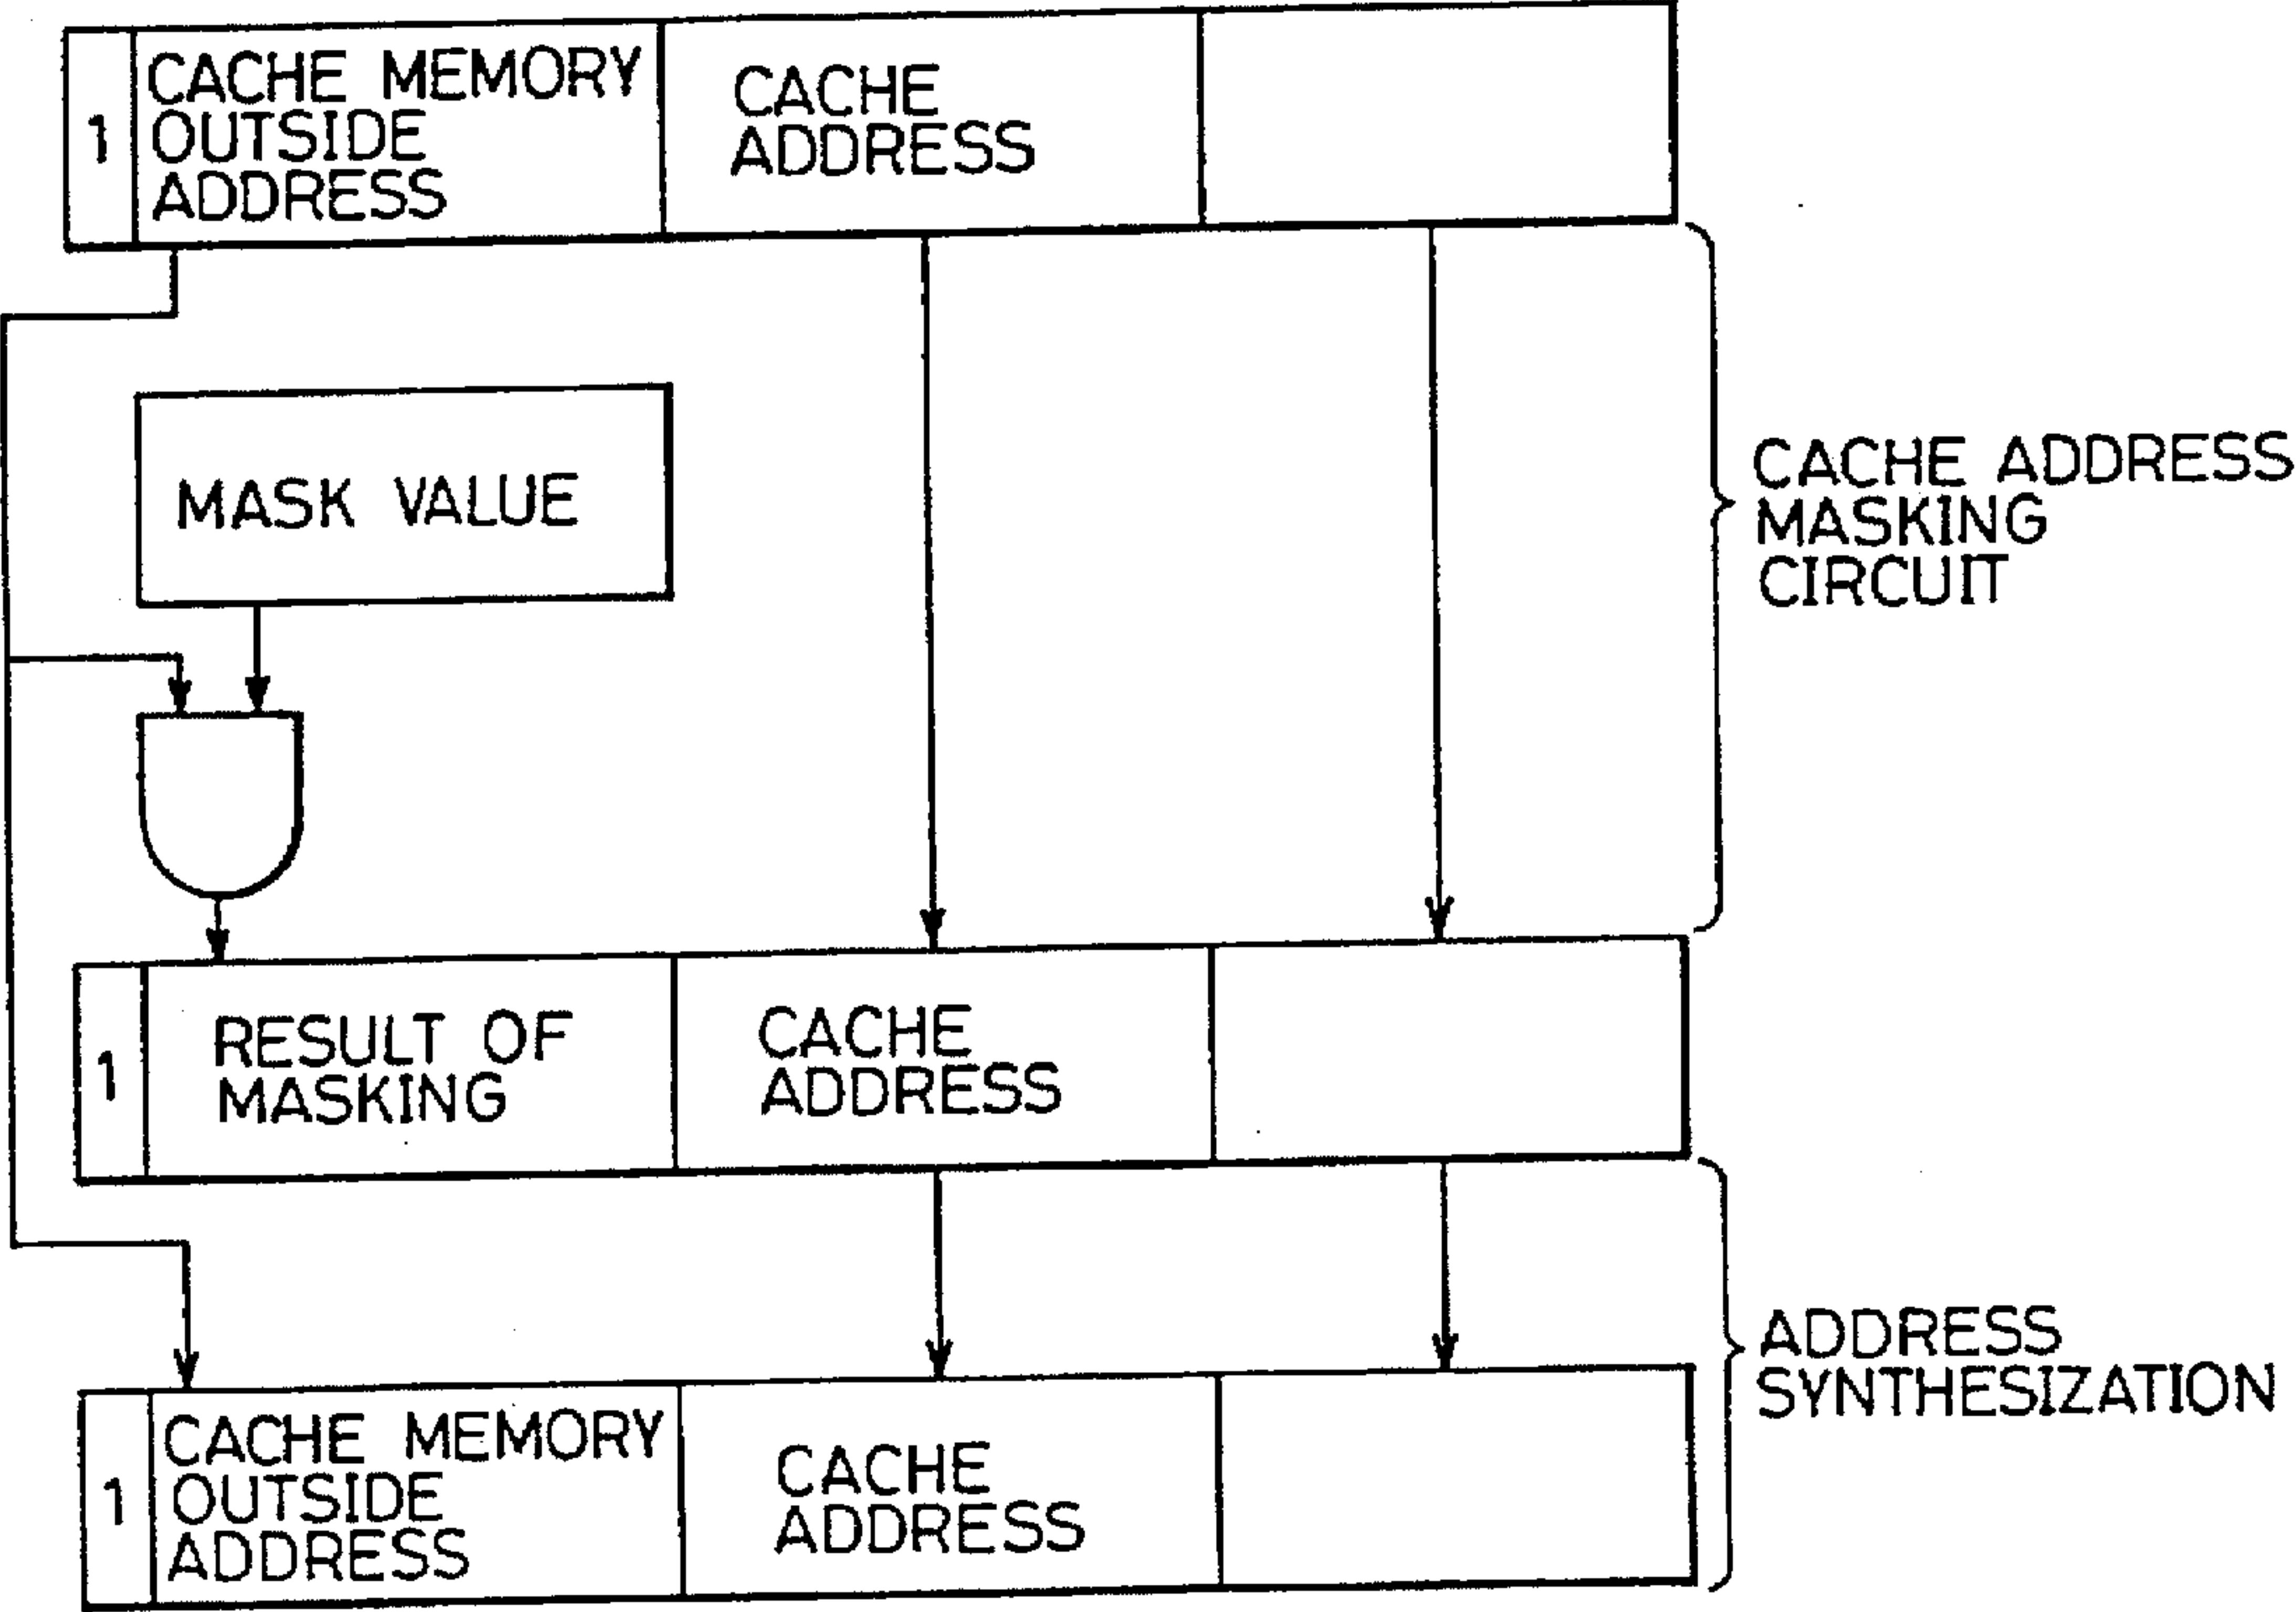 1
CACHE MEMORY
OUTSIDE
ADDRESS
CACHE
ADDRESS
MASK VALUE
CACHE ADDRESS
MASKING
CIRCUIT
1
RESULT OF
MASKING
CACHE
ADDRESS
ADDRESS
SYNTHESIZATION
1
CACHE MEMORY
OUTSIDE
ADDRESS
CACHE
ADDRESS